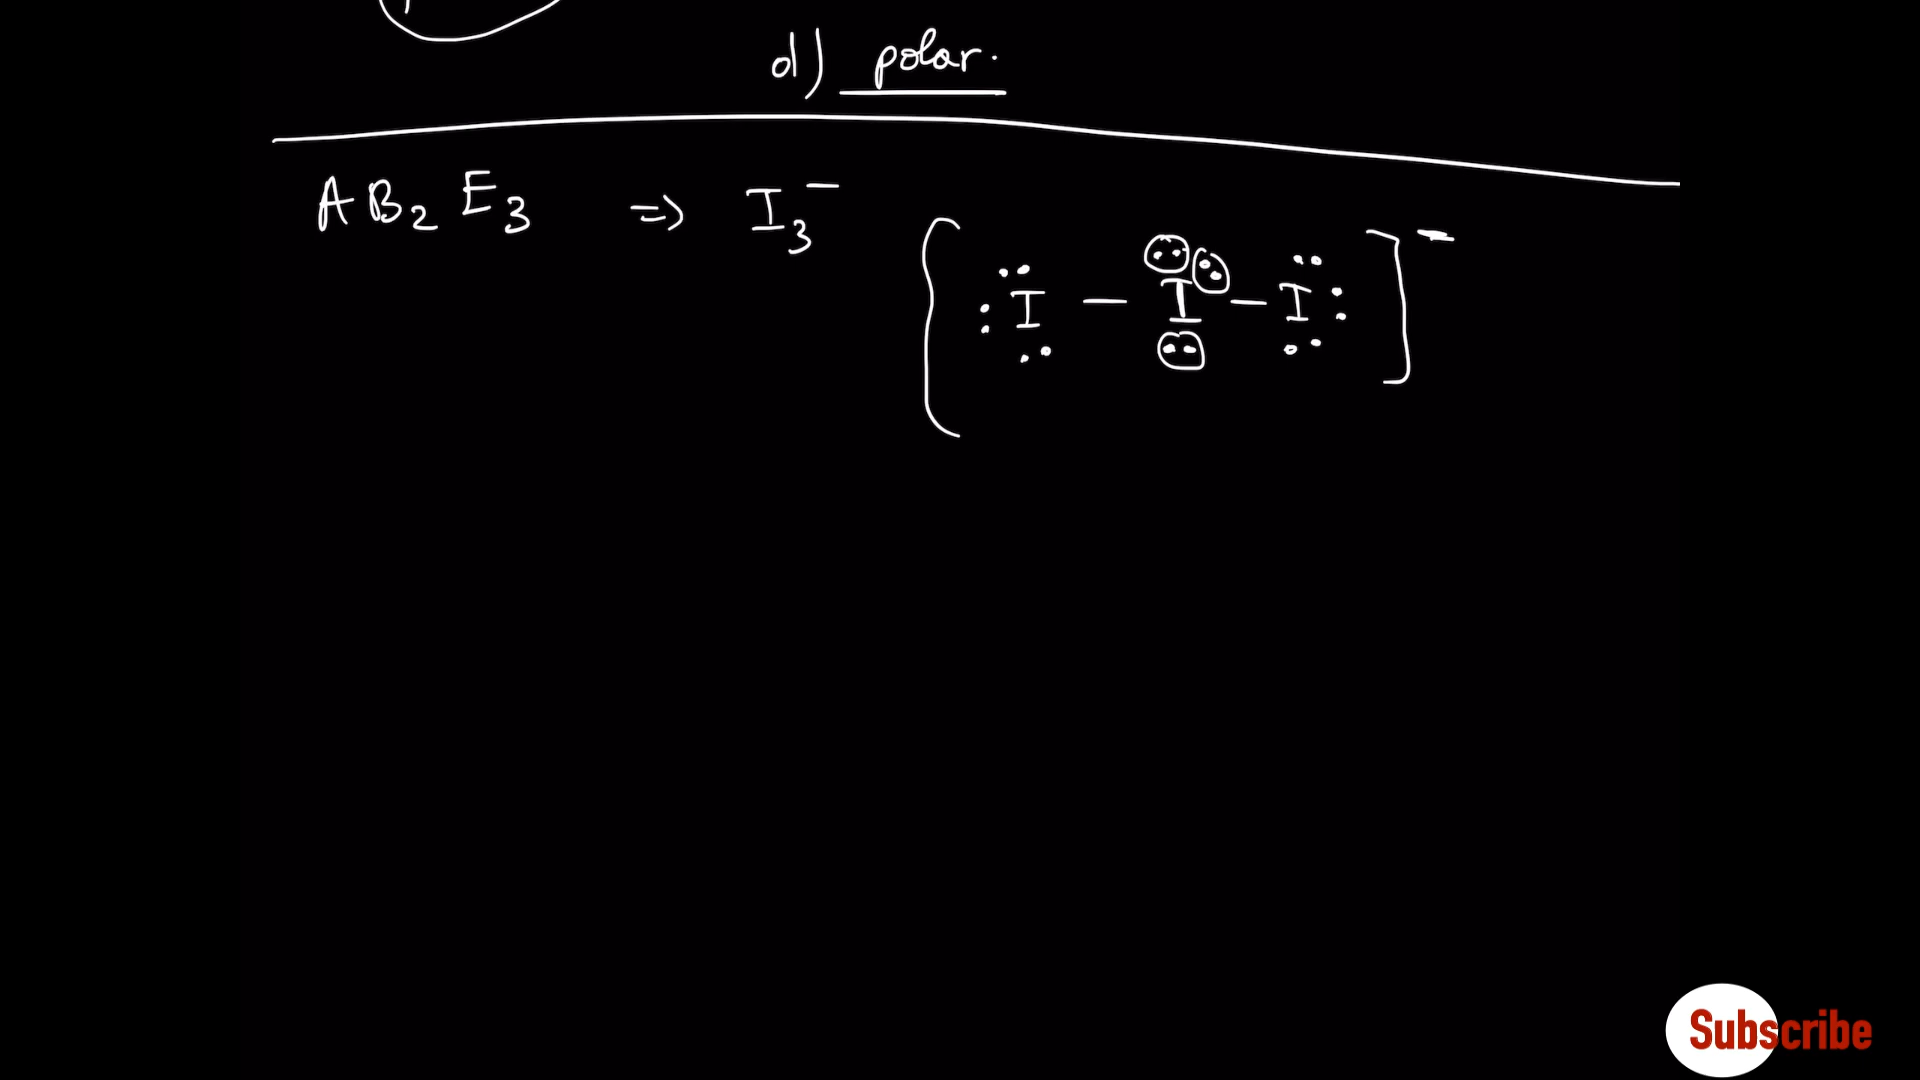 d) polar.
AB₂E₃ => I₃⁻
[:I — I — I:]⁻
Subscribe